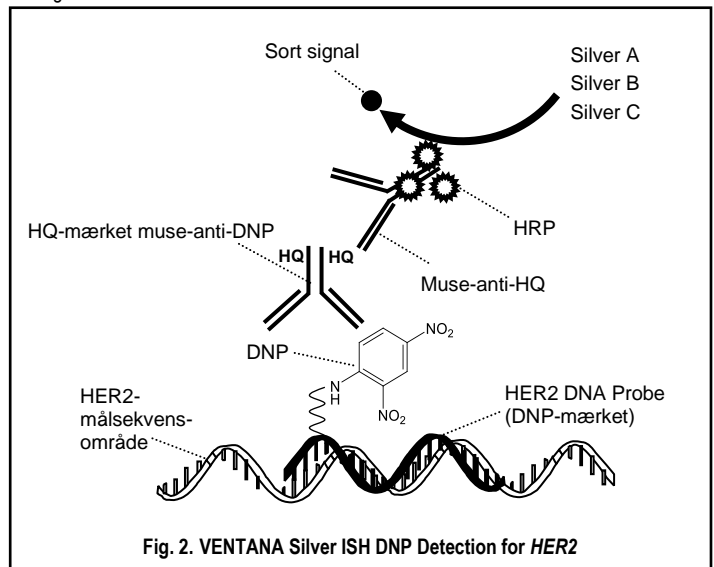 Sort signal
Silver A
Silver B
Silver C
HRP
HQ-mærket muse-anti-DNP
HQ HQ
Muse-anti-HQ
NO2
DNP
N
H
NO2
HER2-
målsekvens-
område
HER2 DNA Probe
(DNP-mærket)
Fig. 2. VENTANA Silver ISH DNP Detection for HER2